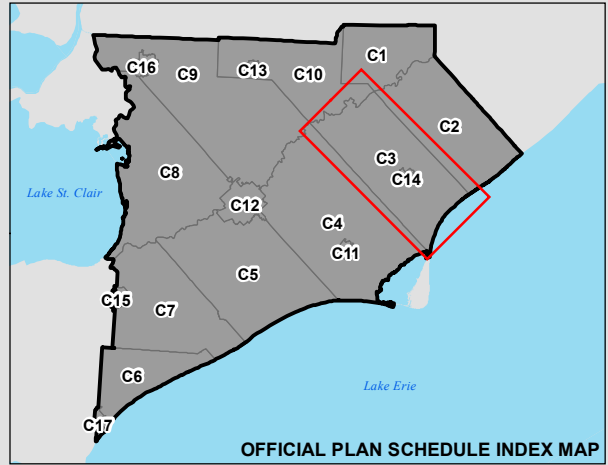 C1
C16
C9
C13
C10
C2
C3
C14
C8
Lake St. Clair
C12
C4
C11
C5
C15
C7
C6
Lake Erie
C17
OFFICIAL PLAN SCHEDULE INDEX MAP